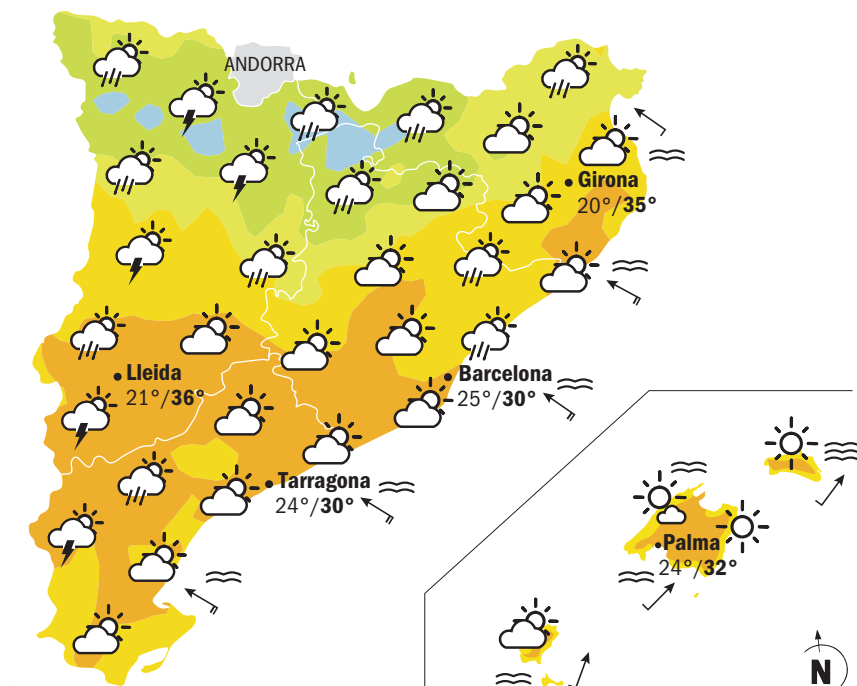 ANDORRA
Girona
20°/35°
Lleida
21°/36°
Barcelona
25°/30°
Tarragona
24°/30°
Palma
24°/32°
N